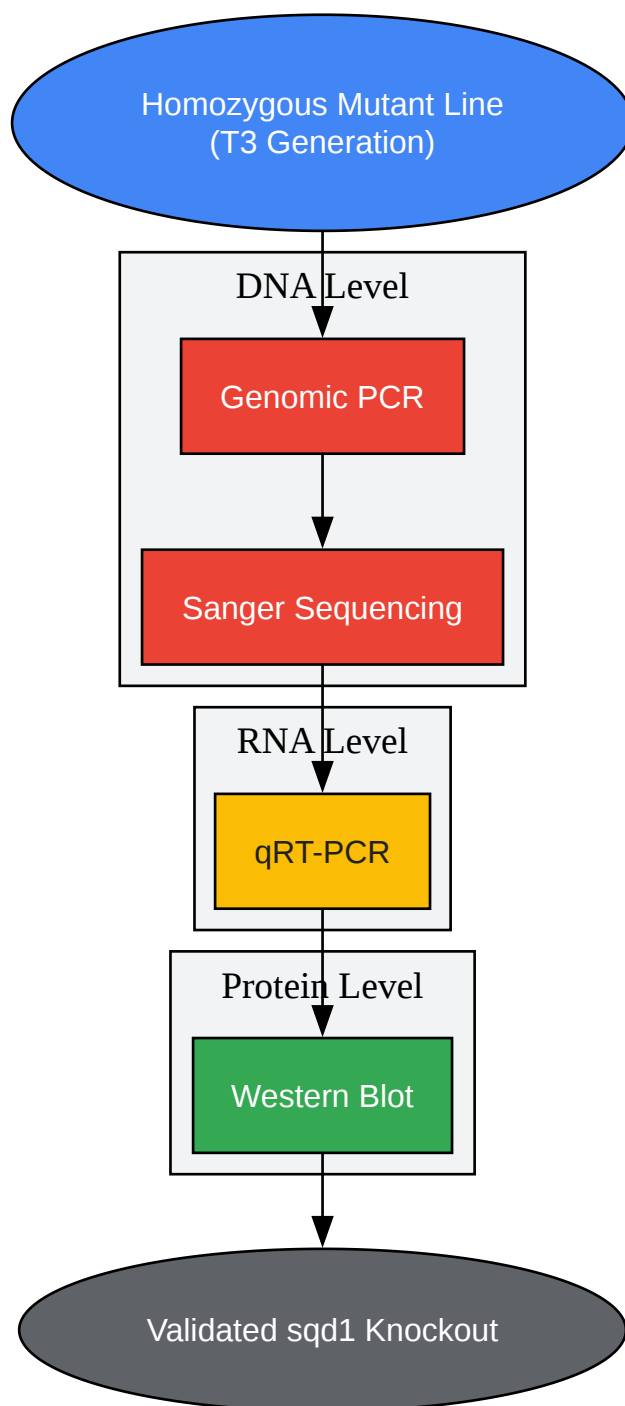 Homozygous Mutant Line
(T3 Generation)
DNA Level
Genomic PCR
Sanger Sequencing
RNA Level
qRT-PCR
Protein Level
Western Blot
Validated sqd1 Knockout